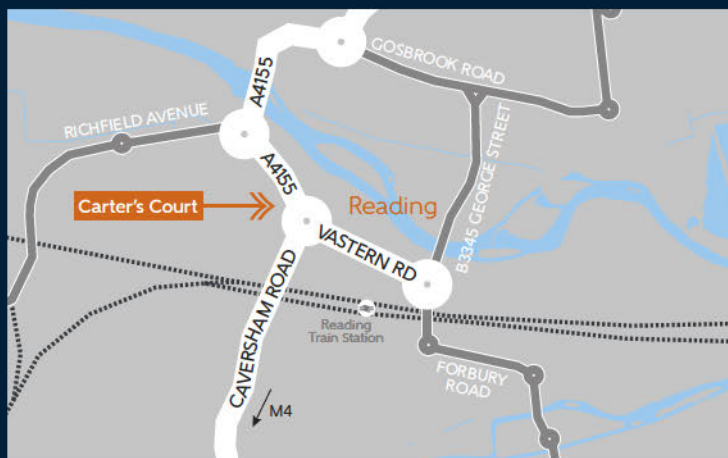 GOSBROOK ROAD
A4155
RICHFIELD AVENUE
A4155
B3345 GEORGE STREET
Carter's Court
Reading
VASTERN RD
CAVERSHAM ROAD
Reading
Train Station
FORBURY
ROAD
M4